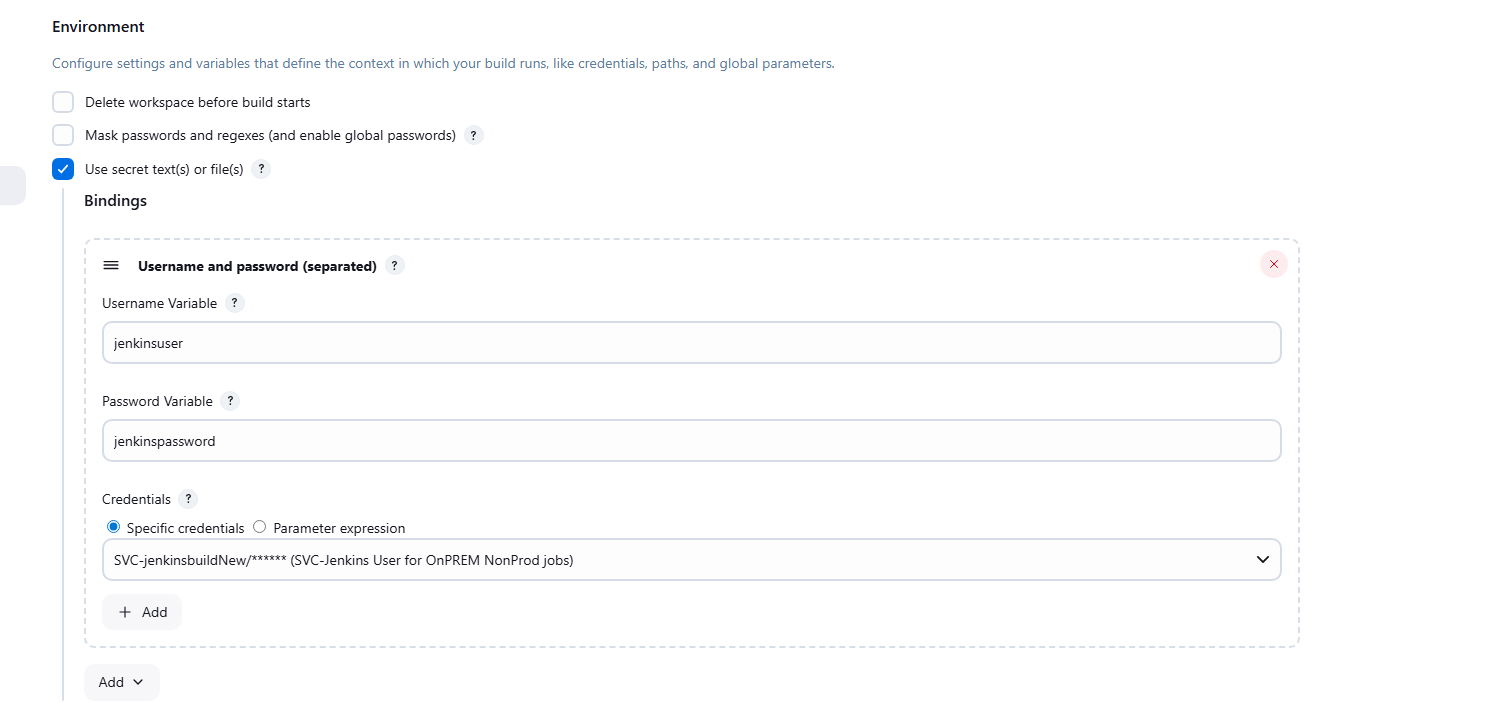 Environment
Configure settings and variables that define the context in which your build runs, like credentials, paths, and global parameters.
Delete workspace before build starts
Mask passwords and regexes (and enable global passwords) ?
Use secret text(s) or file(s) ?
Bindings
Username and password (separated) ?
Username Variable ?
jenkinsuser
Password Variable ?
jenkinspassword
Credentials ?
Specific credentials Parameter expression
SVC-jenkinsbuildNew/****** (SVC-Jenkins User for OnPREM NonProd jobs)
+ Add
Add